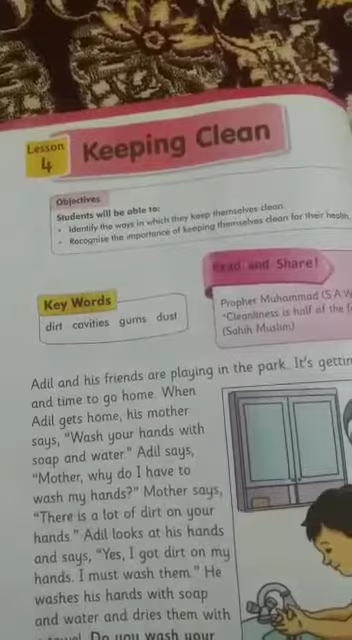 Lesson
4
Keeping Clean
Objectives
Students will be able to:
• Identify the ways in which they keep themselves clean.
• Recognise the importance of keeping themselves clean for their health.
Read and Share!
Key Words
dirt cavities gums dust
Prophet Muhammad (S.A.W
"Cleanliness is half of the
(Sahih Muslim)
Adil and his friends are playing in the park. It's
and time to go home. When
Adil gets home, his mother
says, "Wash your hands with
soap and water." Adil says,
"Mother, why do I have to
wash my hands?" Mother says,
"There is a lot of dirt on your
hands." Adil looks at his hands
and says, "Yes, I got dirt on my
hands. I must wash them." He
washes his hands with soap
and water and dries them with
Do you wash your